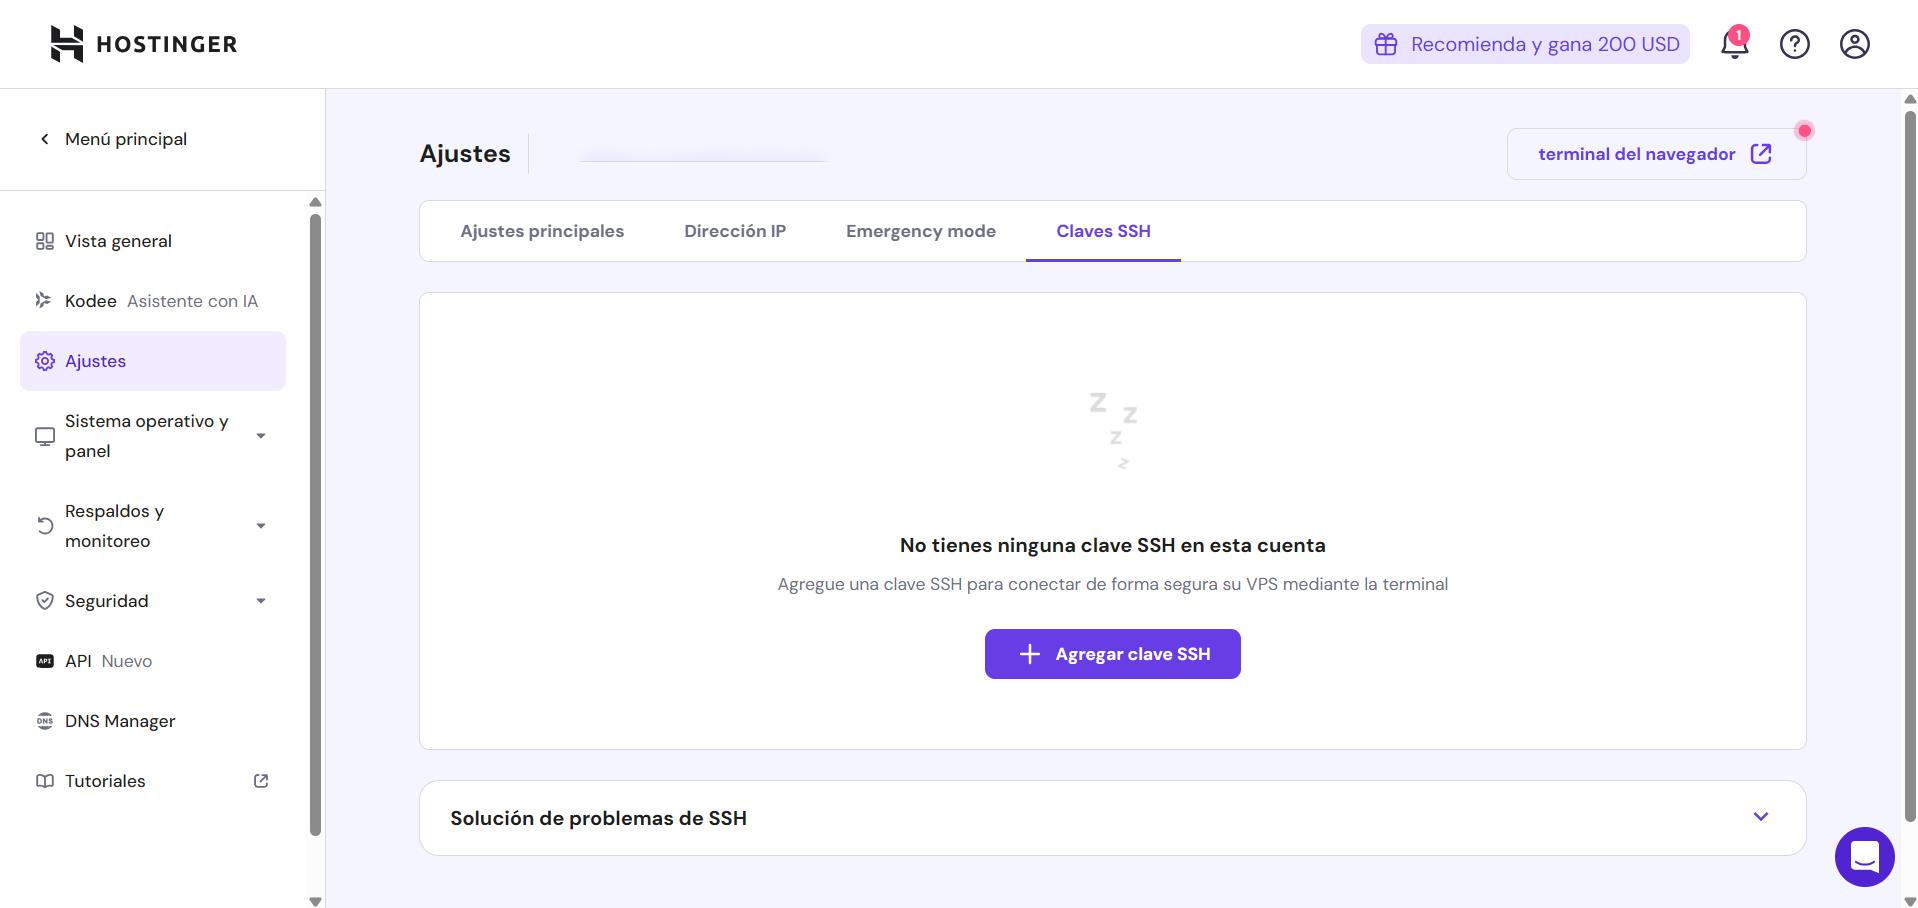 HOSTINGER
Recomienda y gana 200 USD
1
Menú principal
Vista general
Kodee Asistente con IA
Ajustes
Sistema operativo y
panel
Respaldos y
monitoreo
Seguridad
API API Nuevo
DNS DNS Manager
Tutoriales
Ajustes
terminal del navegador
Ajustes principales
Dirección IP
Emergency mode
Claves SSH
Z
Z
Z
Z
No tienes ninguna clave SSH en esta cuenta
Agregue una clave SSH para conectar de forma segura su VPS mediante la terminal
Agregar clave SSH
Solución de problemas de SSH